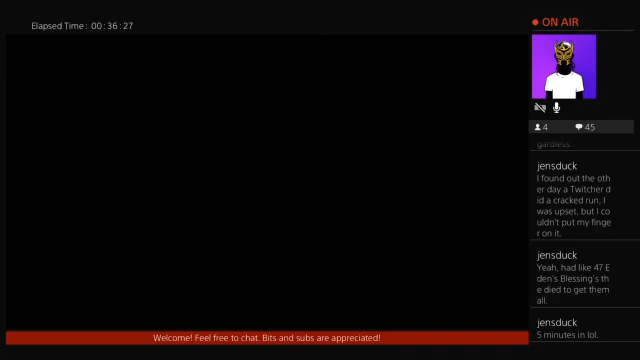 Elapsed Time : 00 : 36 : 27
ON AIR
4
45
gardless.
jensduck
I found out the oth
er day a Twitcher d
id a cracked run, I
was upset, but I co
uldn't put my finge
r on it.
jensduck
Yeah, had like 47 E
den's Blessing's th
e died to get them
all.
jensduck
5 minutes in lol.
Welcome! Feel free to chat. Bits and subs are appreciated!